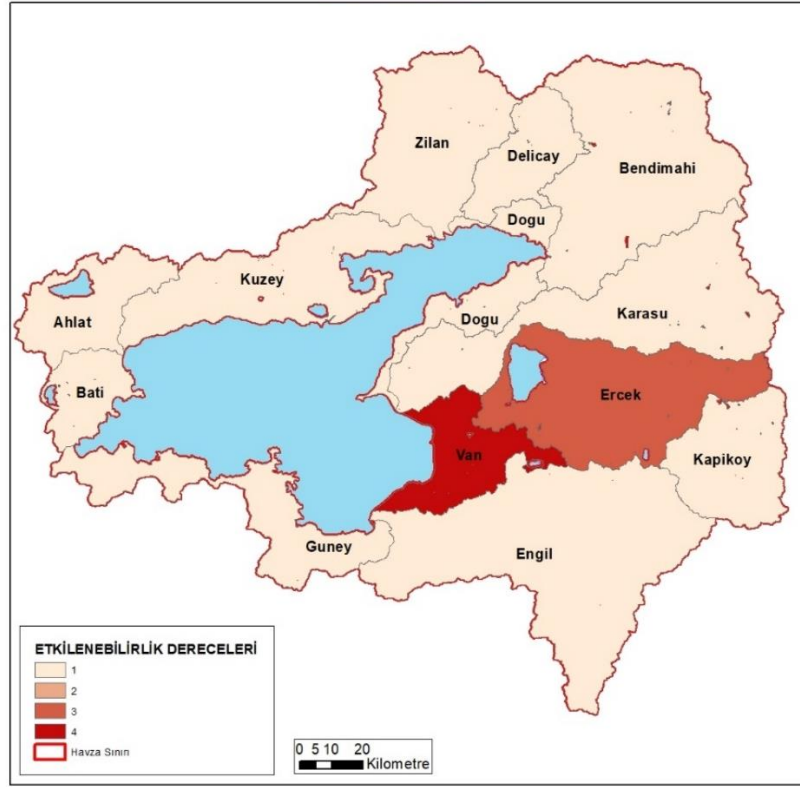 Zilan
Delicay
Bendimahi
Dogu
Kuzey
Ahlat
Dogu
Karasu
Bati
Ercek
Van
Kapikoy
Guney
Engil
ETKİLENEBİLİRLİK DERECELERİ
1
2
3
4
Havza Sınırı
0 5 10 20
Kilometre